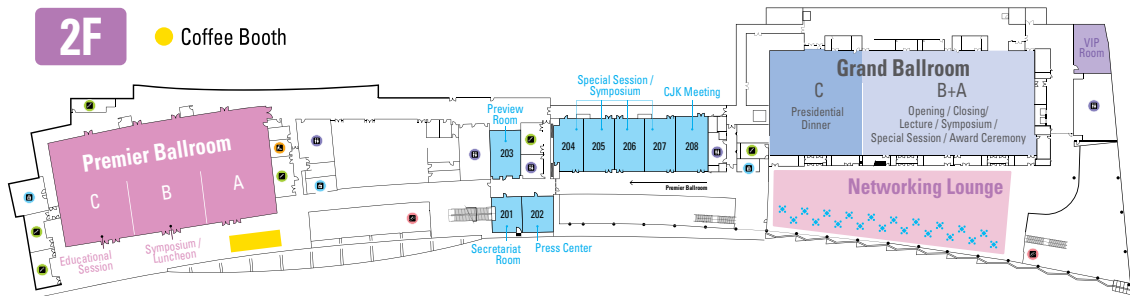 2F
Coffee Booth
Premier Ballroom
C
B
A
Educational
Session
Symposium /
Luncheon
Preview
Room
203
201
202
Secretariat
Room
Press Center
Special Session /
Symposium
CJK Meeting
204
205
206
207
208
Premier Ballroom
Grand Ballroom
C
Presidential
Dinner
B+A
Opening / Closing/
Lecture / Symposium /
Special Session / Award Ceremony
VIP
Room
Networking Lounge